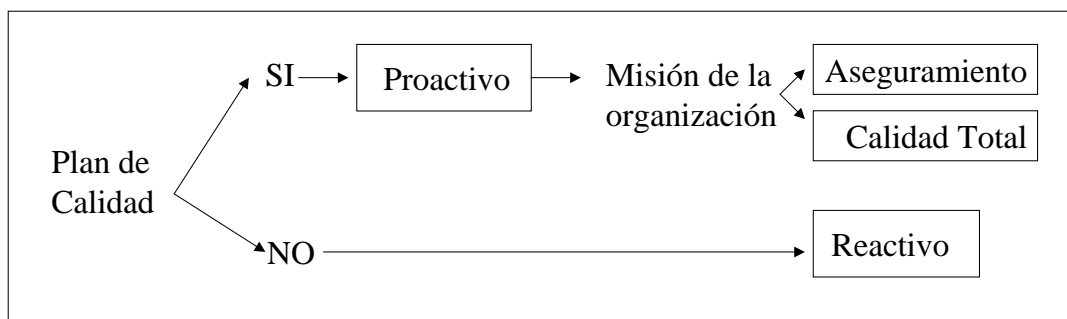 SI
Proactivo
Misión de la
organización
Aseguramiento
Calidad Total
Plan de
Calidad
NO
Reactivo